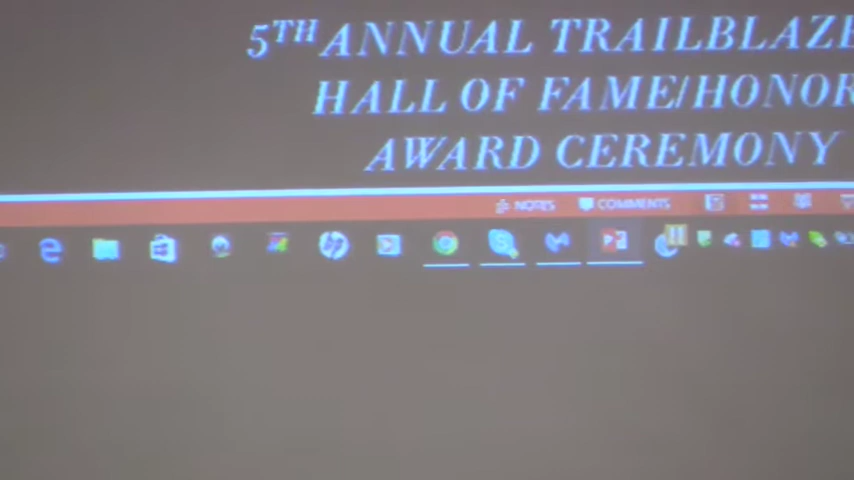 5TH ANNUAL TRAILBLAZE
HALL OF FAME/HONOR
AWARD CEREMONY
NOTES COMMENTS